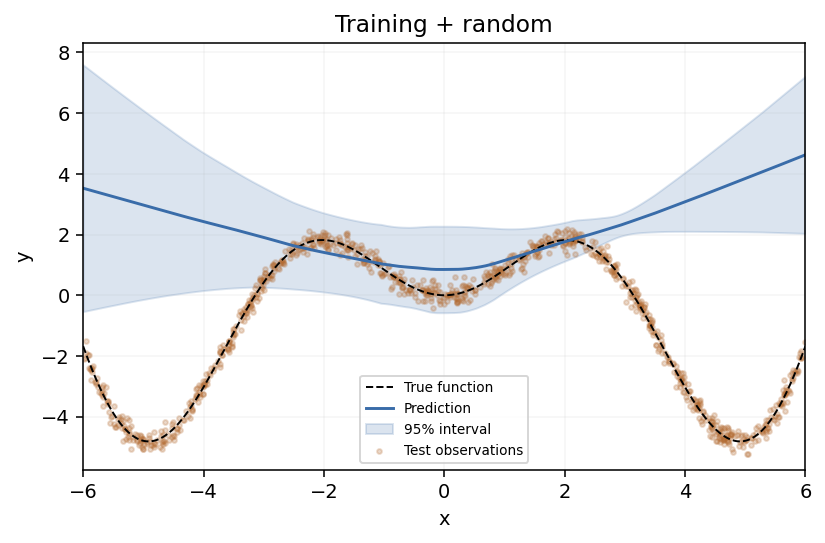 Training + random
8
6
4
2
0
−2
−4
y
−6
−4
−2
0
2
4
6
x
True function
Prediction
95% interval
Test observations